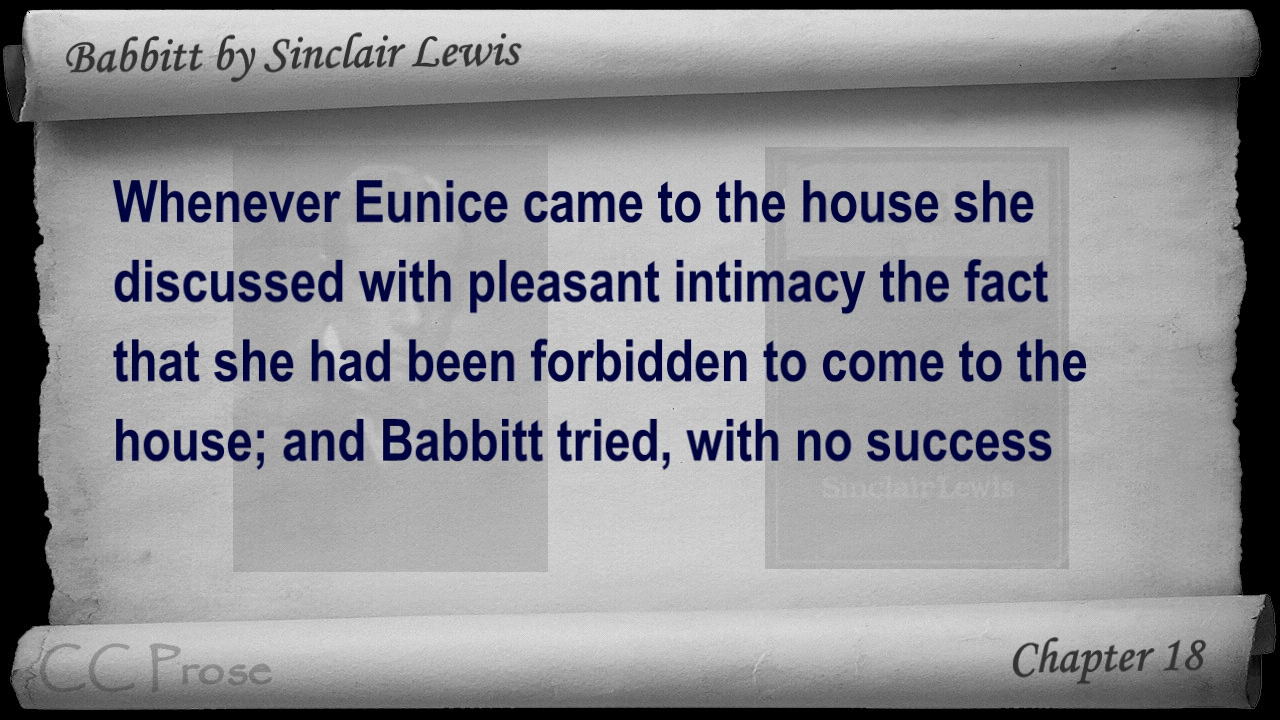 Babbitt by Sinclair Lewis
Whenever Eunice came to the house she
discussed with pleasant intimacy the fact
that she had been forbidden to come to the
house; and Babbitt tried, with no success
Sinclair Lewis
CC Prose
Chapter 18